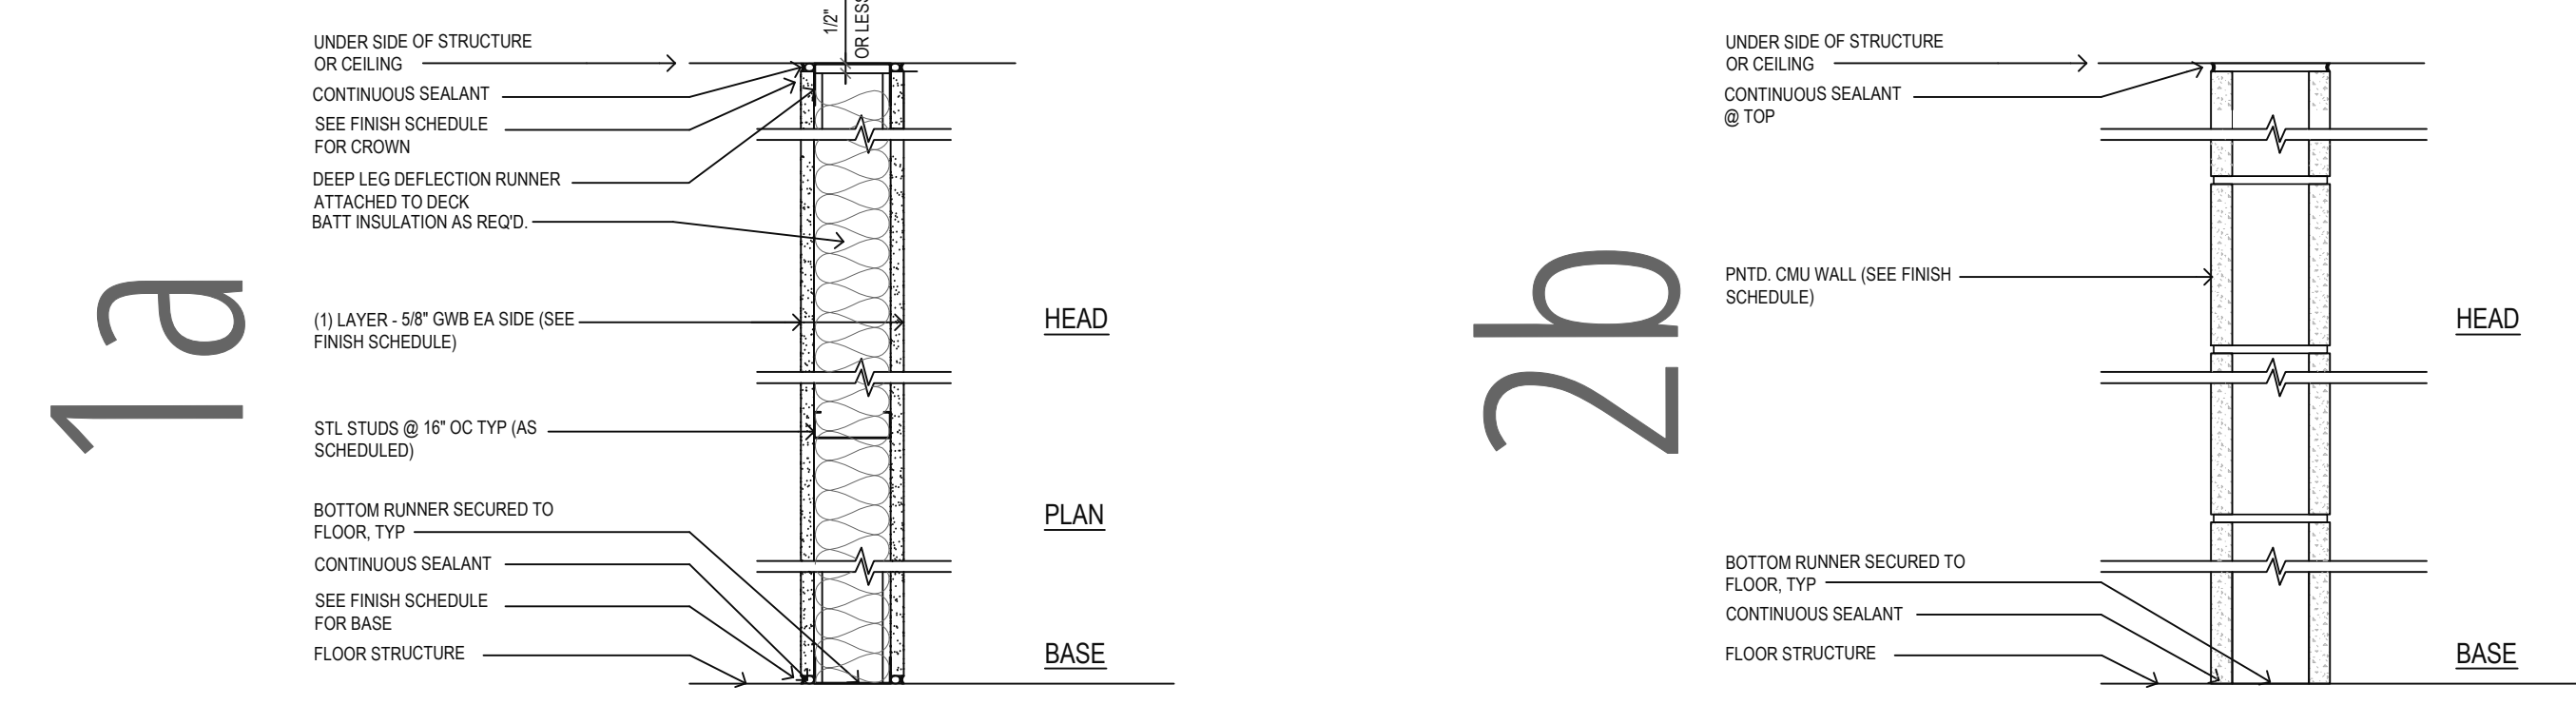 1a
1/2"
OR LESS
UNDER SIDE OF STRUCTURE
OR CEILING
CONTINUOUS SEALANT
SEE FINISH SCHEDULE
FOR CROWN
DEEP LEG DEFLECTION RUNNER
ATTACHED TO DECK
BATT INSULATION AS REQ'D.
(1) LAYER - 5/8" GWB EA SIDE (SEE
FINISH SCHEDULE)
STL STUDS @ 16" OC TYP (AS
SCHEDULED)
BOTTOM RUNNER SECURED TO
FLOOR, TYP
CONTINUOUS SEALANT
SEE FINISH SCHEDULE
FOR BASE
FLOOR STRUCTURE
HEAD
PLAN
BASE
2b
UNDER SIDE OF STRUCTURE
OR CEILING
CONTINUOUS SEALANT
@ TOP
PNTD. CMU WALL (SEE FINISH
SCHEDULE)
BOTTOM RUNNER SECURED TO
FLOOR, TYP
CONTINUOUS SEALANT
FLOOR STRUCTURE
HEAD
BASE